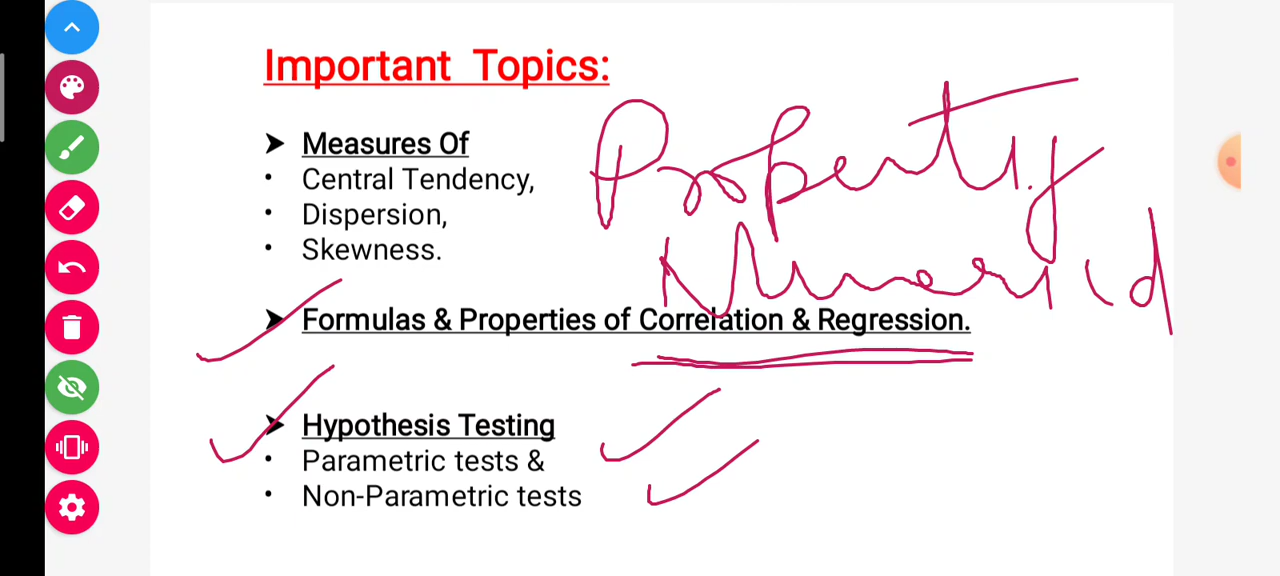 Important Topics:
Property
➤ Measures Of
• Central Tendency,
• Dispersion,
• Skewness.
➤ Formulas & Properties of Correlation & Regression.
➤ Hypothesis Testing
• Parametric tests &
• Non-Parametric tests